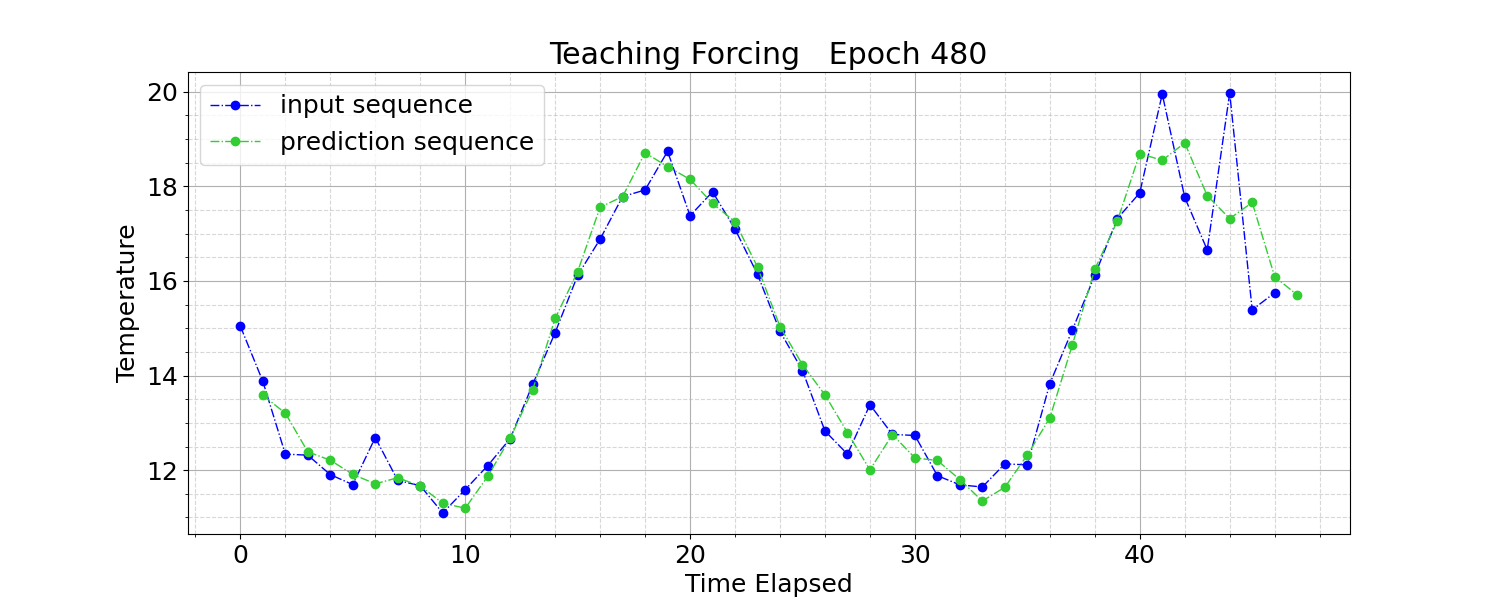 Teaching Forcing   Epoch 480
input sequence
prediction sequence
20
18
16
14
12
Temperature
0 10 20 30 40
Time Elapsed